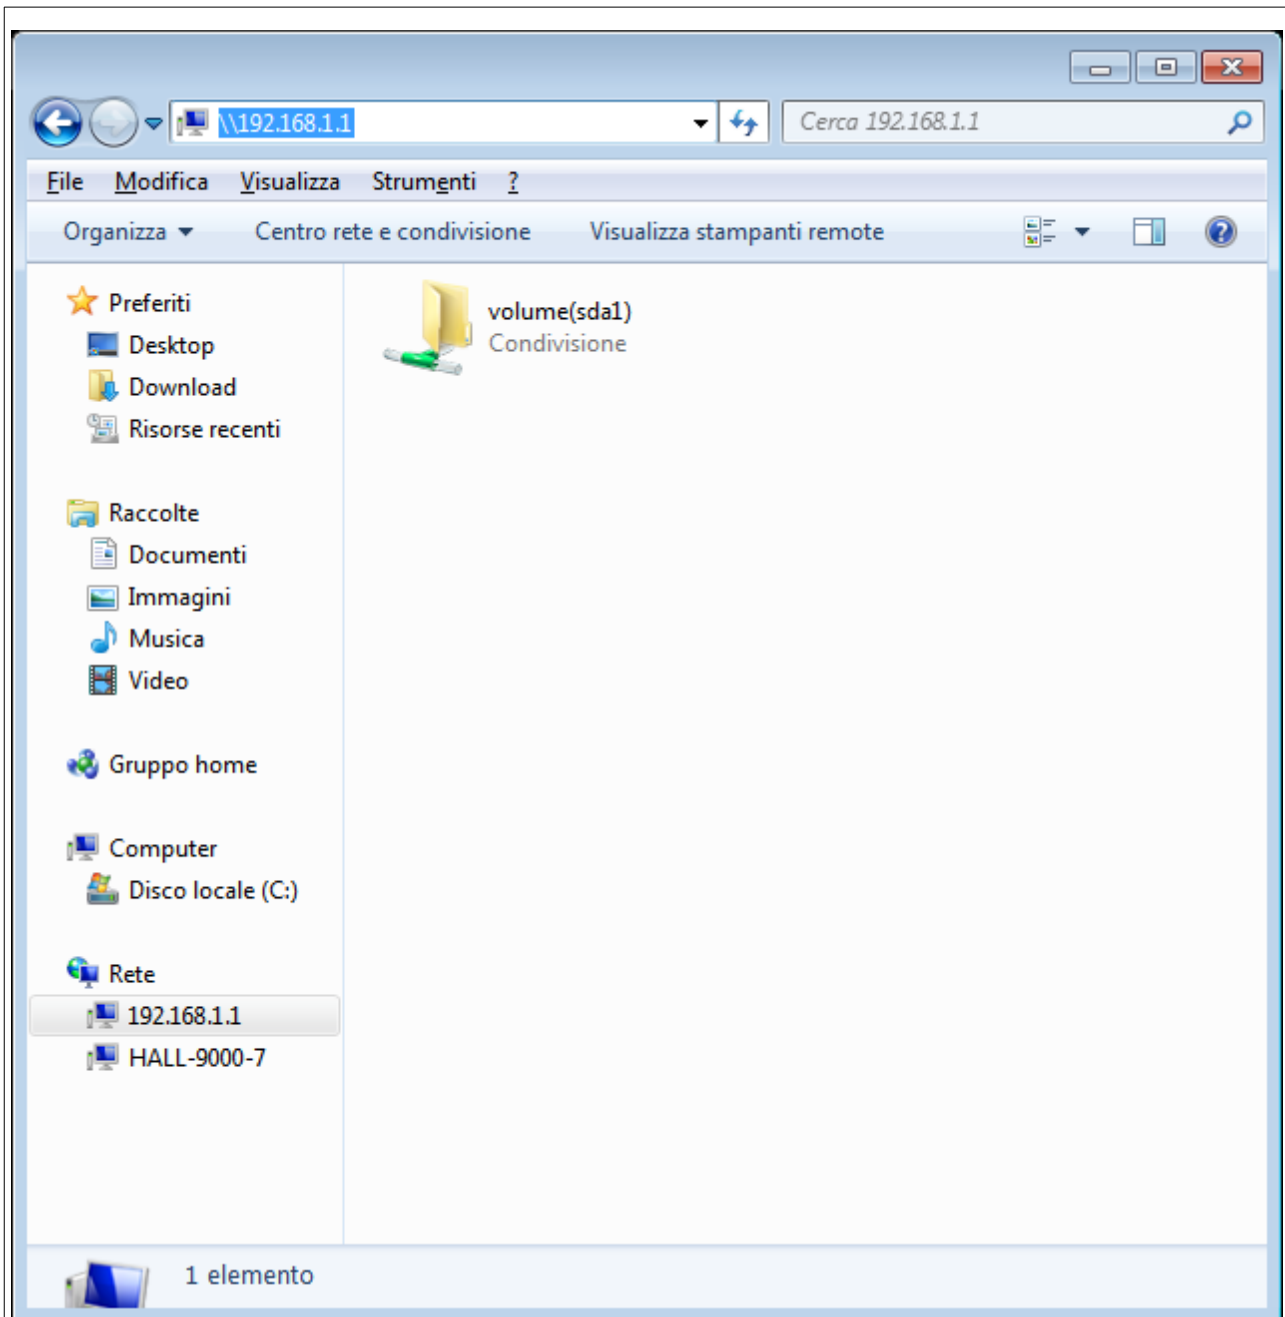 \\192.168.1.1
Cerca 192.168.1.1
File Modifica Visualizza Strumenti ?
Organizza Centro rete e condivisione Visualizza stampanti remote
Preferiti
Desktop
Download
Risorse recenti
Raccolte
Documenti
Immagini
Musica
Video
Gruppo home
Computer
Disco locale (C:)
Rete
192.168.1.1
HALL-9000-7
volume(sda1)
Condivisione
1 elemento